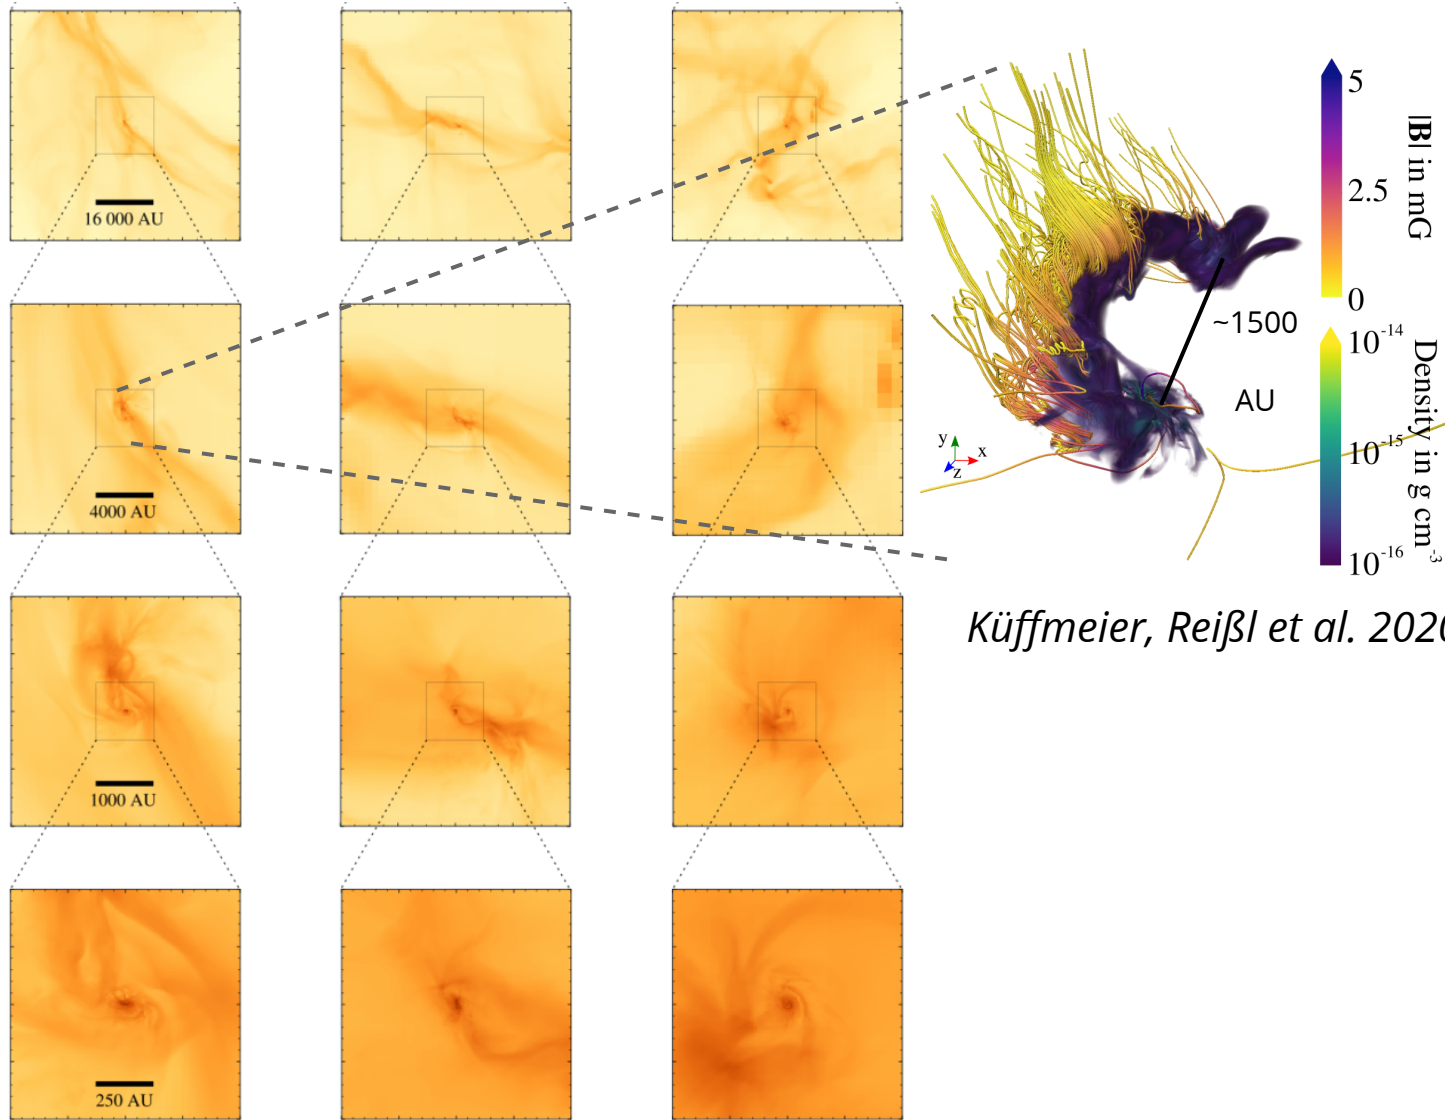 16 000 AU
4000 AU
1000 AU
250 AU
5
2.5
0
|B| in mG
~1500
AU
10⁻¹⁴
10⁻¹⁵
10⁻¹⁶
Density in g cm⁻³
y
x
z
Küffmeier, Reißl et al. 2020